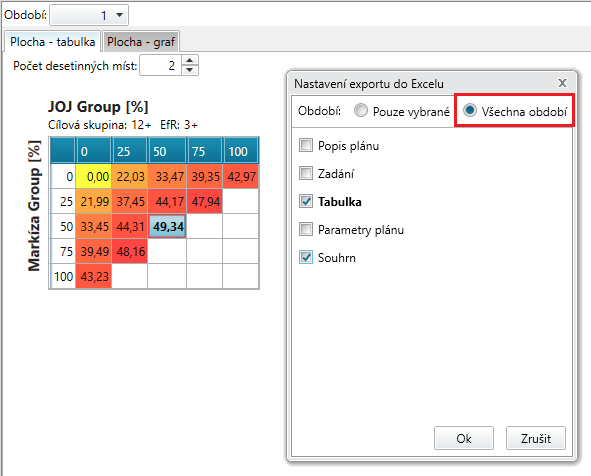 Období: 1
Plocha - tabulka Plocha - graf
Počet desetinných míst: 2
JOJ Group [%]
Cílová skupina: 12+ EfR: 3+
Markíza Group [%]
0 25 50 75 100
0 0,00 22,03 33,47 39,35 42,97
25 21,99 37,45 44,17 47,94
50 33,45 44,31 49,34
75 39,49 48,16
100 43,23
Nastavení exportu do Excelu x
Období: Pouze vybrané Všechna období
Popis plánu
Zadání
Tabulka
Parametry plánu
Souhrn
Ok Zrušit